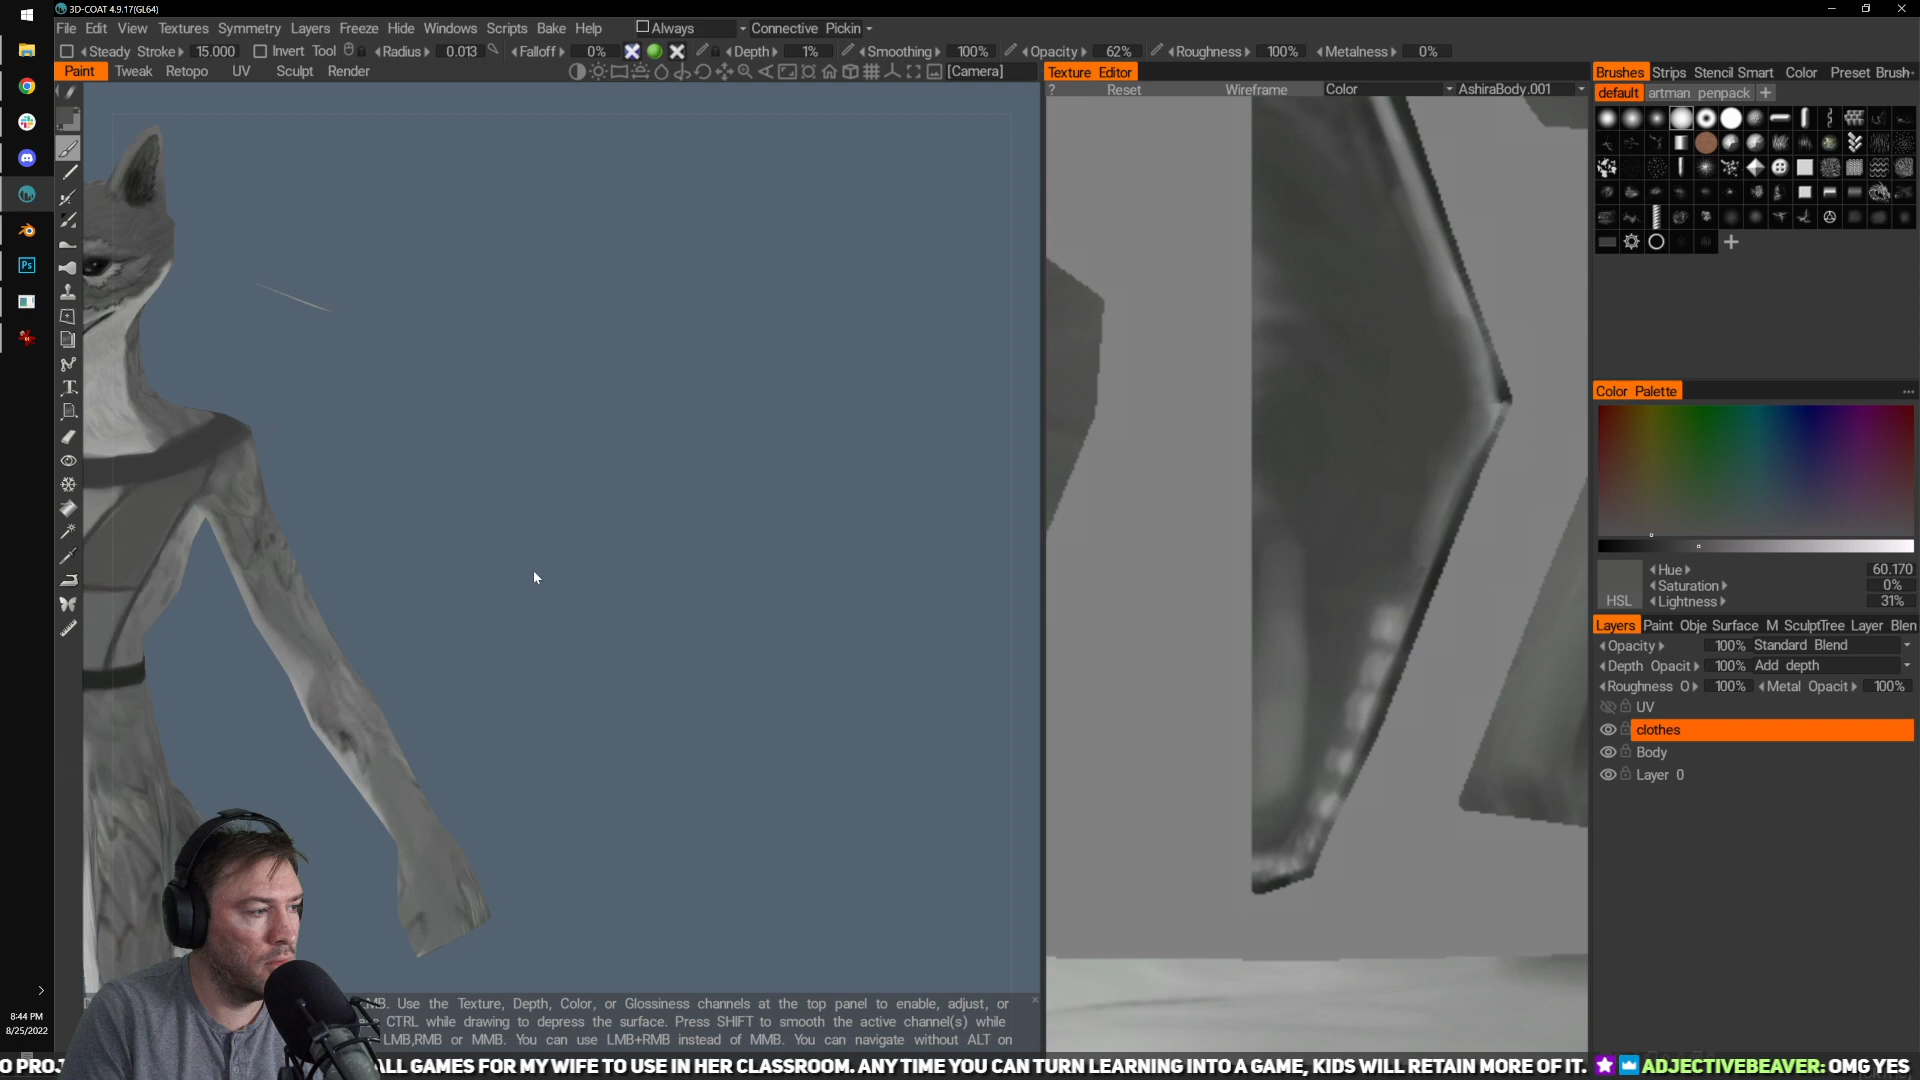 3D-COAT 4.9.17(GL64)
File Edit View Textures Symmetry Layers Freeze Hide Windows Scripts Bake Help Always Connective Pickin
Steady Stroke 15.000 Invert Tool Radius 0.013 Falloff 0% Depth 1% Smoothing 100% Opacity 62% Roughness 100% Metalness 0%
Paint Tweak Retopo UV Sculpt Render [Camera]
Texture Editor
? Reset Wireframe Color AshiraBody.001
Brushes Strips Stencil Smart Color Preset Brush
default artman penpack +
Color Palette
Hue 60.170
Saturation 0%
HSL Lightness 31%
Layers Paint Obje Surface M SculptTree Layer Blen
Opacity 100% Standard Blend
Depth Opacit 100% Add depth
Roughness O 100% Metal Opacit 100%
UV
clothes
Body
Layer 0
MB. Use the Texture, Depth, Color, or Glossiness channels at the top panel to enable, adjust, or
CTRL while drawing to depress the surface. Press SHIFT to smooth the active channel(s) while
LMB,RMB or MMB. You can use LMB+RMB instead of MMB. You can navigate without ALT on
8:44 PM
8/25/2022
O PROJ ALL GAMES FOR MY WIFE TO USE IN HER CLASSROOM. ANY TIME YOU CAN TURN LEARNING INTO A GAME, KIDS WILL RETAIN MORE OF IT. ADJECTIVEBEAVER: OMG YES